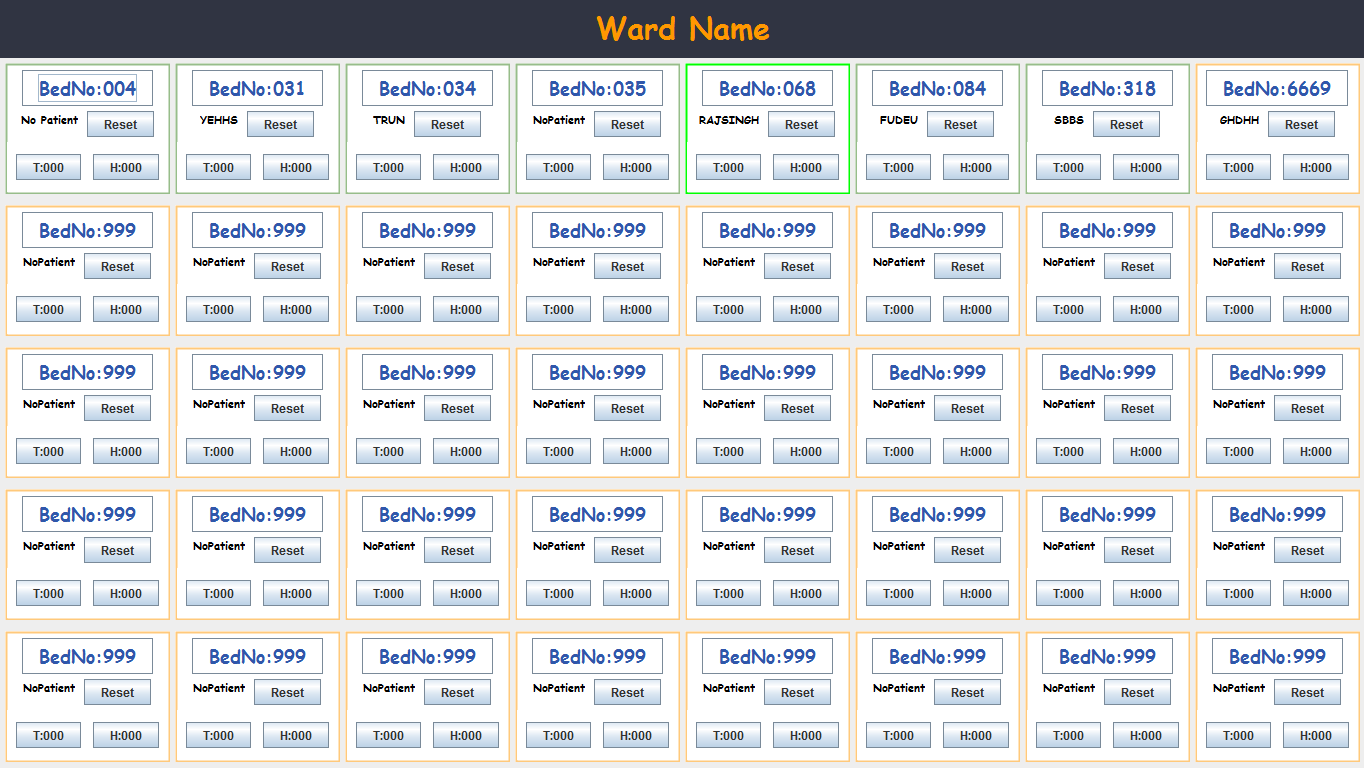 Ward Name
BedNo:004 BedNo:031 BedNo:034 BedNo:035 BedNo:068 BedNo:084 BedNo:318 BedNo:6669
No Patient Reset YEHHS Reset TRUN Reset NoPatient Reset RAJSINGH Reset FUDEU Reset SBBS Reset GHDHH Reset
T:000 H:000 T:000 H:000 T:000 H:000 T:000 H:000 T:000 H:000 T:000 H:000 T:000 H:000 T:000 H:000
BedNo:999 BedNo:999 BedNo:999 BedNo:999 BedNo:999 BedNo:999 BedNo:999 BedNo:999
NoPatient Reset NoPatient Reset NoPatient Reset NoPatient Reset NoPatient Reset NoPatient Reset NoPatient Reset NoPatient Reset
T:000 H:000 T:000 H:000 T:000 H:000 T:000 H:000 T:000 H:000 T:000 H:000 T:000 H:000 T:000 H:000
BedNo:999 BedNo:999 BedNo:999 BedNo:999 BedNo:999 BedNo:999 BedNo:999 BedNo:999
NoPatient Reset NoPatient Reset NoPatient Reset NoPatient Reset NoPatient Reset NoPatient Reset NoPatient Reset NoPatient Reset
T:000 H:000 T:000 H:000 T:000 H:000 T:000 H:000 T:000 H:000 T:000 H:000 T:000 H:000 T:000 H:000
BedNo:999 BedNo:999 BedNo:999 BedNo:999 BedNo:999 BedNo:999 BedNo:999 BedNo:999
NoPatient Reset NoPatient Reset NoPatient Reset NoPatient Reset NoPatient Reset NoPatient Reset NoPatient Reset NoPatient Reset
T:000 H:000 T:000 H:000 T:000 H:000 T:000 H:000 T:000 H:000 T:000 H:000 T:000 H:000 T:000 H:000
BedNo:999 BedNo:999 BedNo:999 BedNo:999 BedNo:999 BedNo:999 BedNo:999 BedNo:999
NoPatient Reset NoPatient Reset NoPatient Reset NoPatient Reset NoPatient Reset NoPatient Reset NoPatient Reset NoPatient Reset
T:000 H:000 T:000 H:000 T:000 H:000 T:000 H:000 T:000 H:000 T:000 H:000 T:000 H:000 T:000 H:000